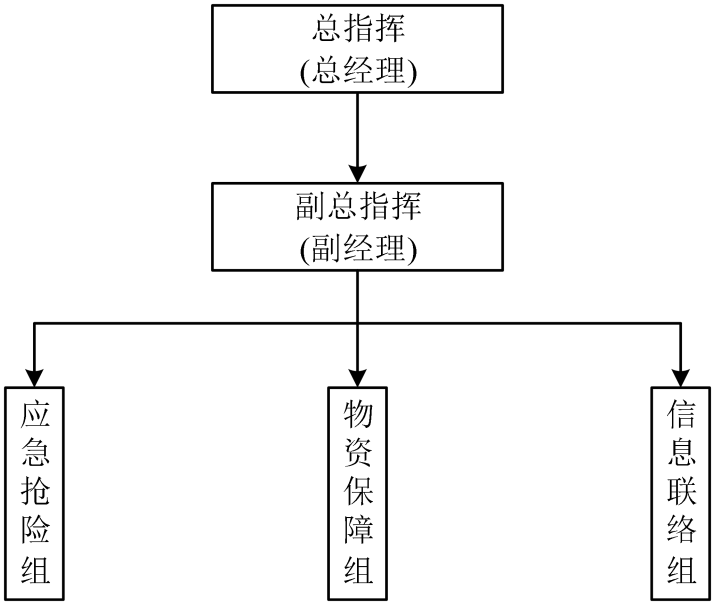 总指挥
(总经理)
副总指挥
(副经理)
应急抢险组
物资保障组
信息联络组